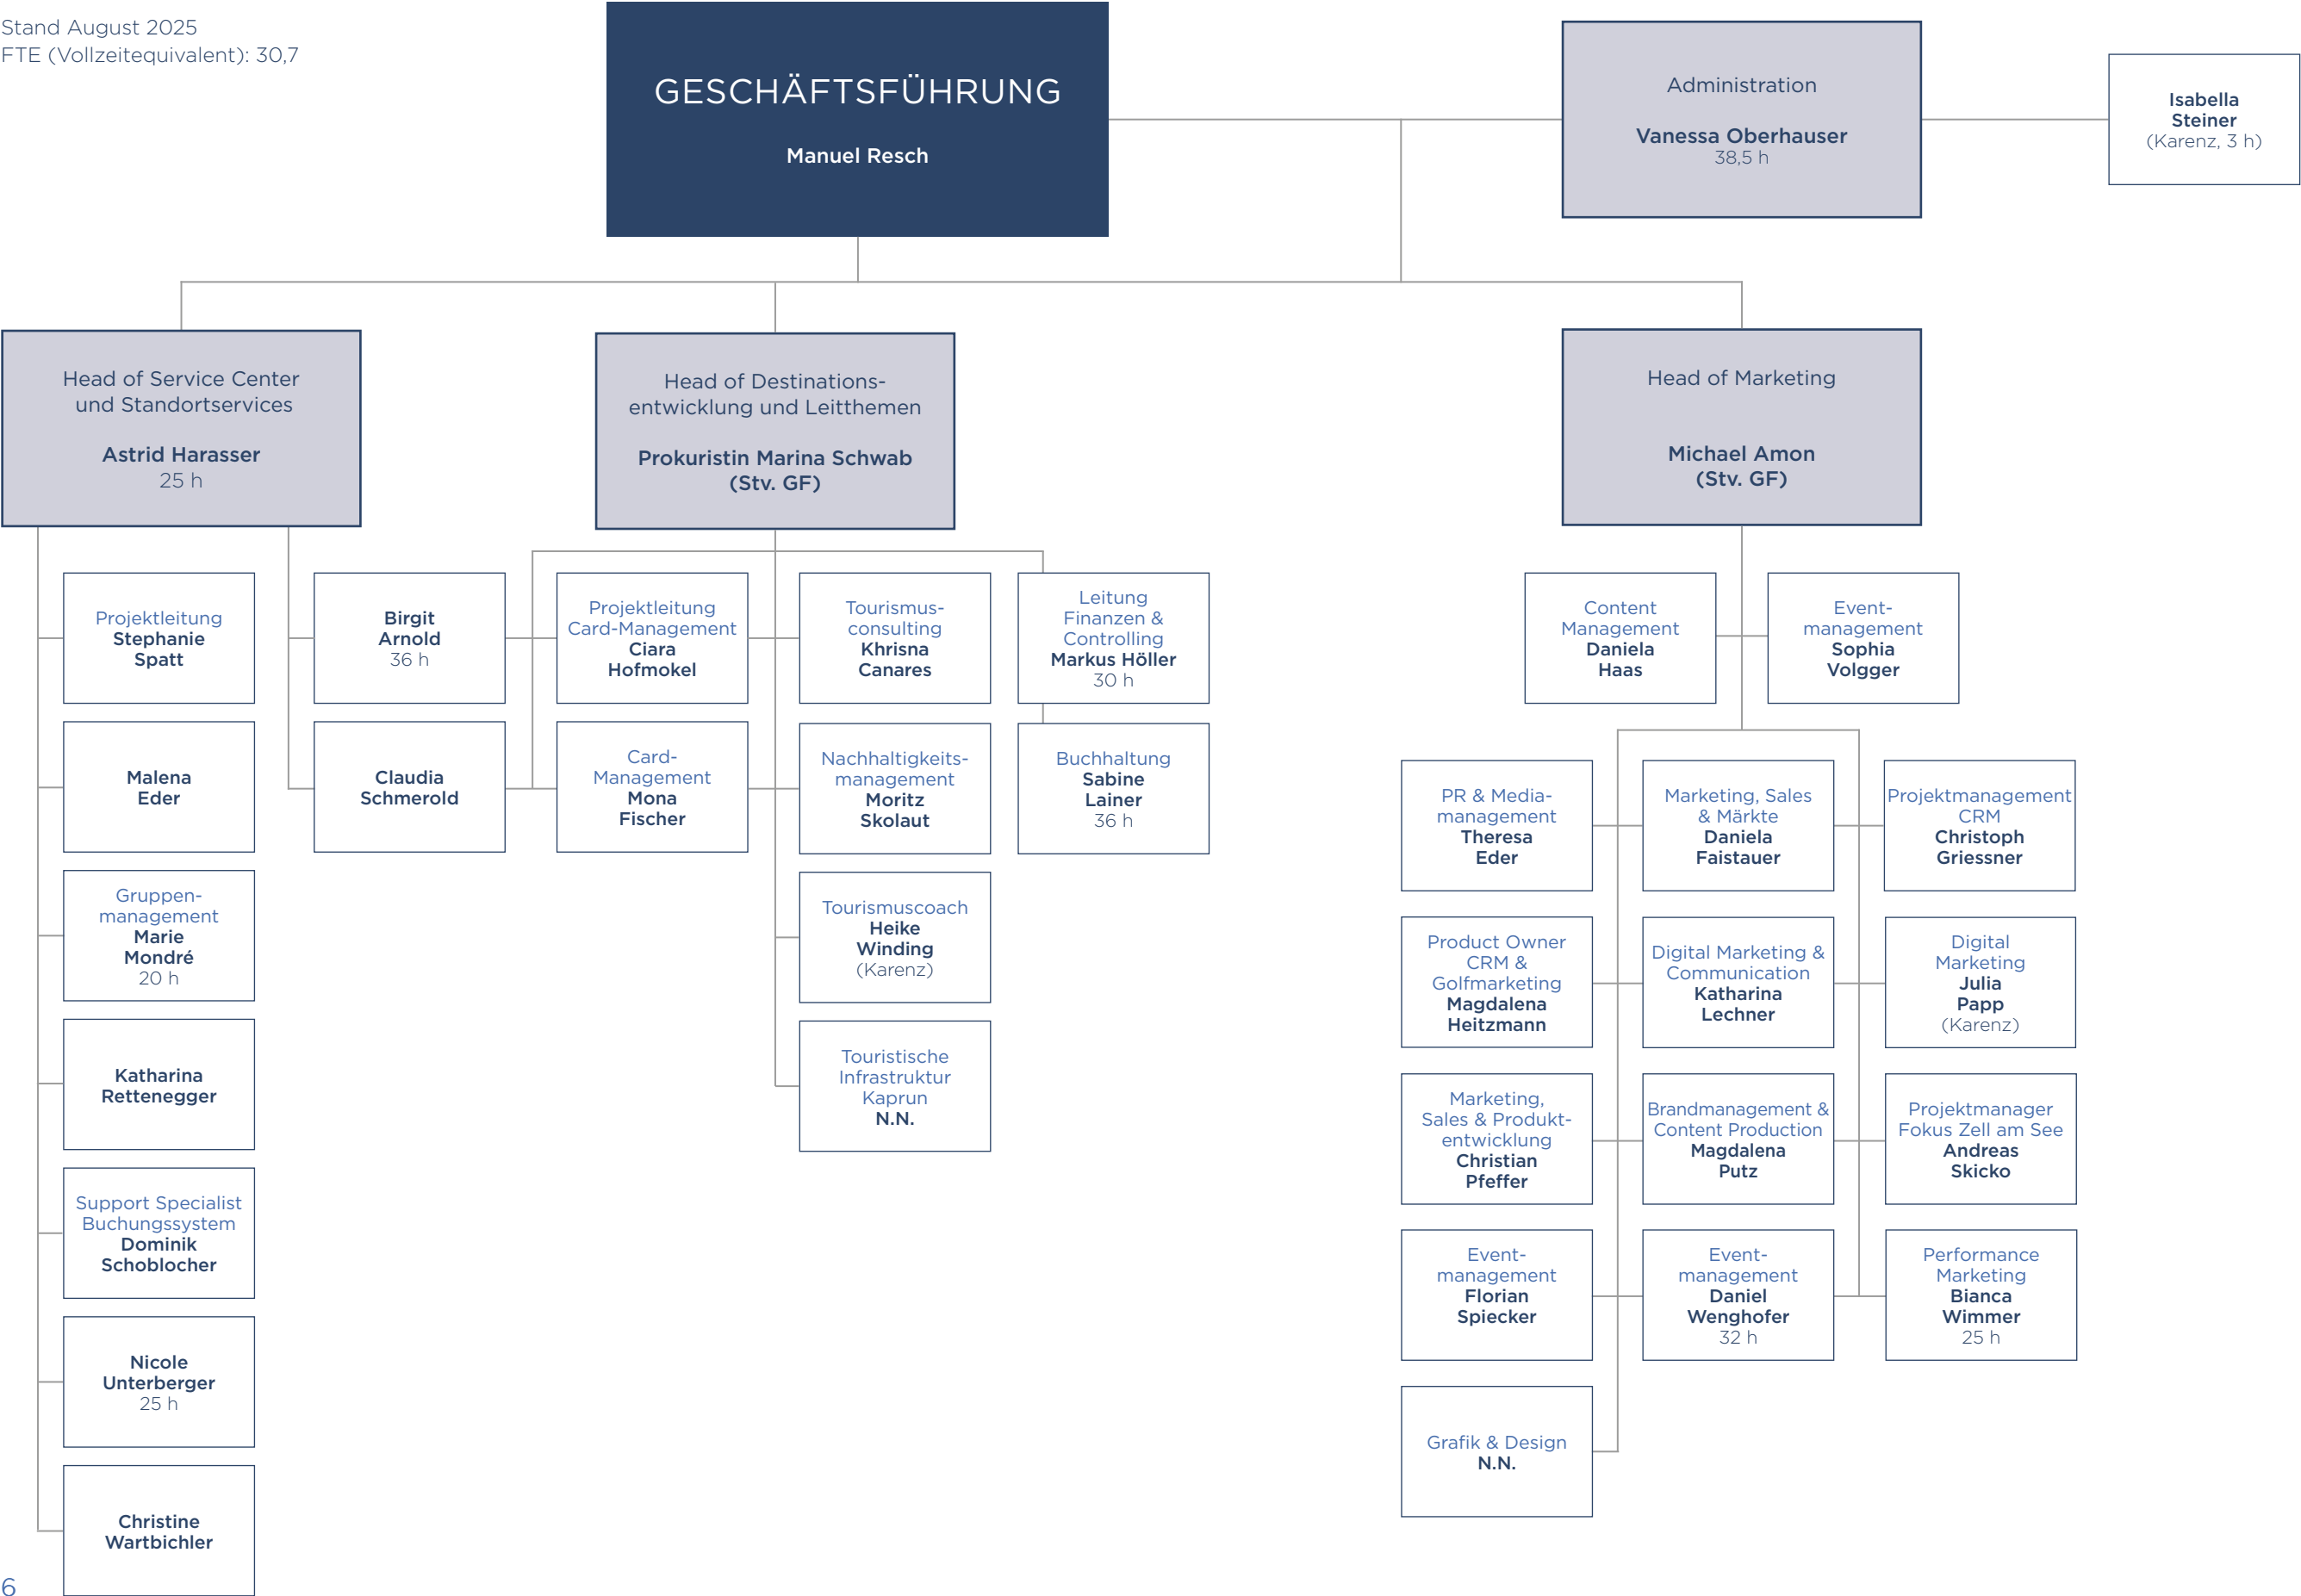 Stand August 2025
FTE (Vollzeitequivalent): 30,7
GESCHÄFTSFÜHRUNG
Manuel Resch
Administration
Vanessa Oberhauser
38,5 h
Isabella
Steiner
(Karenz, 3 h)
Head of Service Center
und Standortservices
Astrid Harasser
25 h
Head of Destinations-
entwicklung und Leitthemen
Prokuristin Marina Schwab
(Stv. GF)
Head of Marketing
Michael Amon
(Stv. GF)
Projektleitung
Stephanie
Spatt
Malena
Eder
Gruppen-
management
Marie
Mondré
20 h
Katharina
Rettenegger
Support Specialist
Buchungssystem
Dominik
Schoblocher
Nicole
Unterberger
25 h
Christine
Wartbichler
Birgit
Arnold
36 h
Claudia
Schmerold
Projektleitung
Card-Management
Ciara
Hofmokel
Card-
Management
Mona
Fischer
Tourismus-
consulting
Khrisna
Canares
Nachhaltigkeits-
management
Moritz
Skolaut
Tourismuscoach
Heike
Winding
(Karenz)
Touristische
Infrastruktur
Kaprun
N.N.
Leitung
Finanzen &
Controlling
Markus Höller
30 h
Buchhaltung
Sabine
Lainer
36 h
Content
Management
Daniela
Haas
Event-
management
Sophia
Volgger
PR & Media-
management
Theresa
Eder
Marketing, Sales
& Märkte
Daniela
Faistauer
Projektmanagement
CRM
Christoph
Griessner
Product Owner
CRM &
Golfmarketing
Magdalena
Heitzmann
Digital Marketing &
Communication
Katharina
Lechner
Digital
Marketing
Julia
Papp
(Karenz)
Marketing,
Sales & Produkt-
entwicklung
Christian
Pfeffer
Brandmanagement &
Content Production
Magdalena
Putz
Projektmanager
Fokus Zell am See
Andreas
Skicko
Event-
management
Florian
Spiecker
Event-
management
Daniel
Wenghofer
32 h
Performance
Marketing
Bianca
Wimmer
25 h
Grafik & Design
N.N.
6